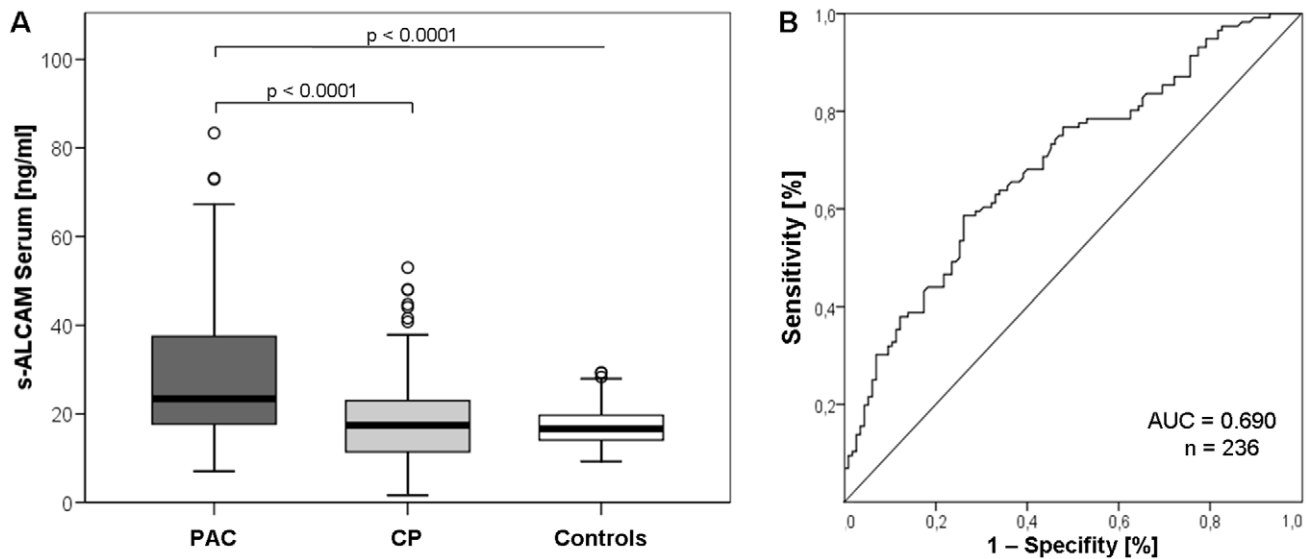 A
p < 0.0001
p < 0.0001
s-ALCAM Serum [ng/ml]
100
80
60
40
20
0
PAC
CP
Controls
B
1,0
0,8
0,6
0,4
0,2
Sensitivity [%]
AUC = 0.690
n = 236
,0
0,2
0,4
0,6
0,8
1,0
1 – Specifity [%]